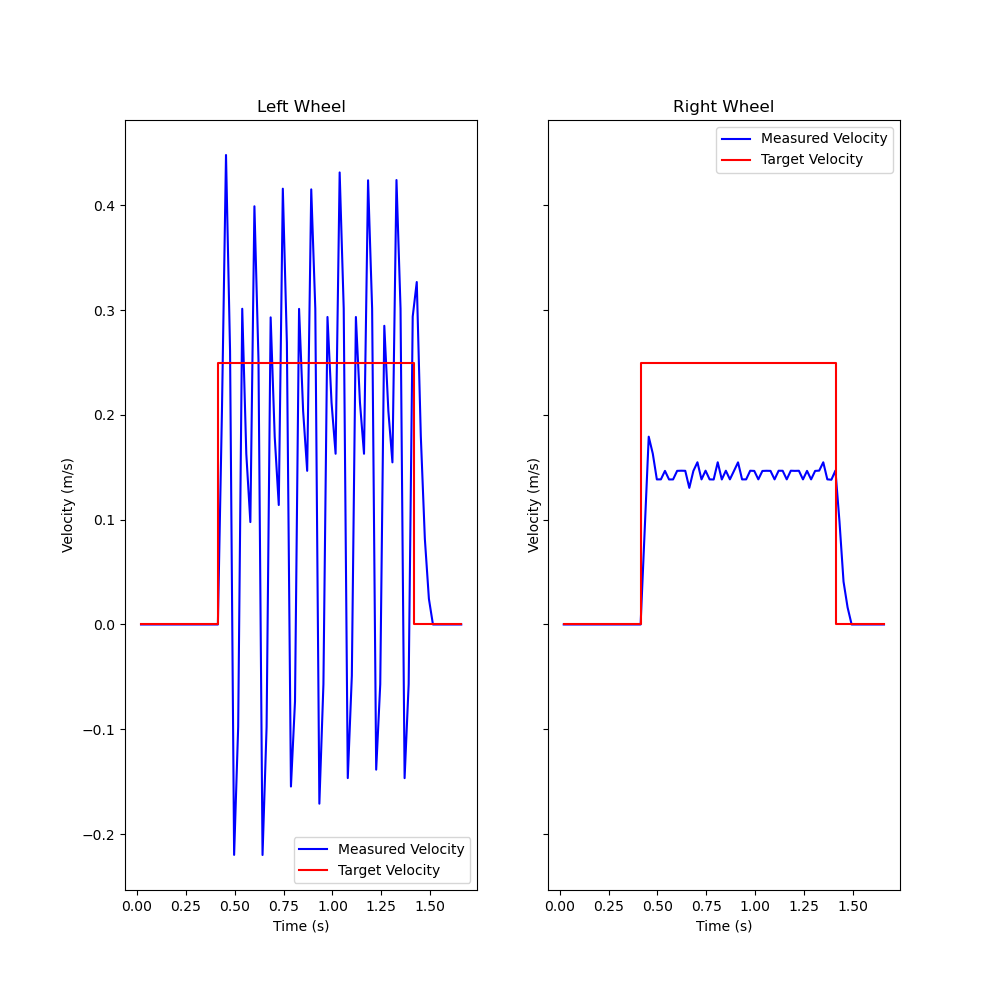 Left Wheel
Velocity (m/s)
0.4
0.3
0.2
0.1
0.0
−0.1
−0.2
Measured Velocity
Target Velocity
0.00 0.25 0.50 0.75 1.00 1.25 1.50
Time (s)
Right Wheel
Measured Velocity
Target Velocity
Velocity (m/s)
0.00 0.25 0.50 0.75 1.00 1.25 1.50
Time (s)